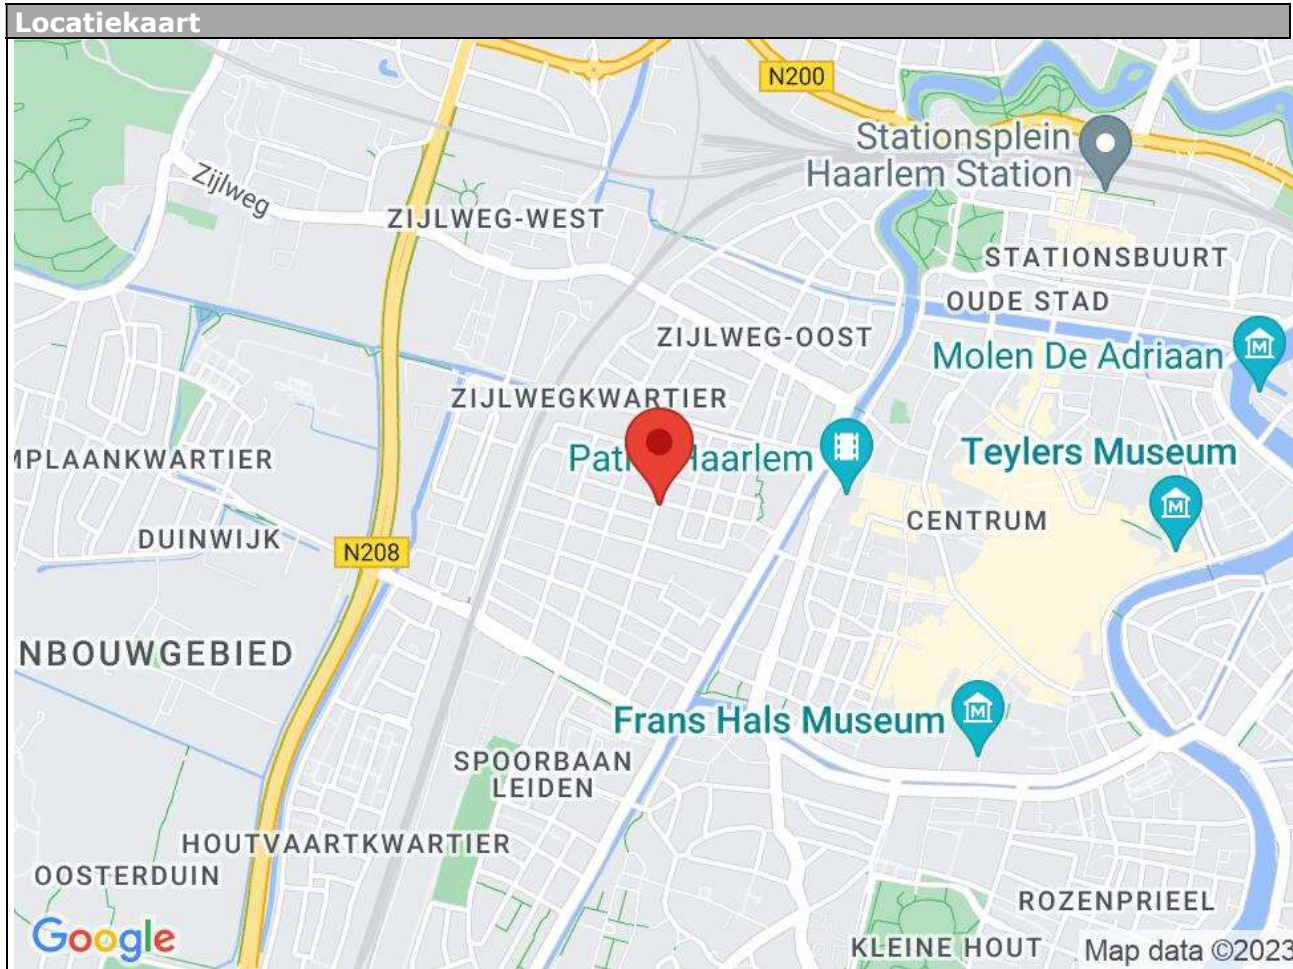 Locatiekaart
N200
Stationsplein
Haarlem Station
Zijlweg
ZIJLWEG-WEST
STATIONSBUURT
OUDE STAD
ZIJLWEG-OOST
Molen De Adriaan
ZIJLWEGKWARTIER
MPLAANKWARTIER
Haarlem
Teylers Museum
CENTRUM
DUINWIJK
N208
NBOUWGEBIED
Frans Hals Museum
SPOORBAAN
LEIDEN
HOUTVAARTKWARTIER
OOSTERDUIN
ROZENPRIEEL
KLEINE HOUT
Google
Map data ©2023